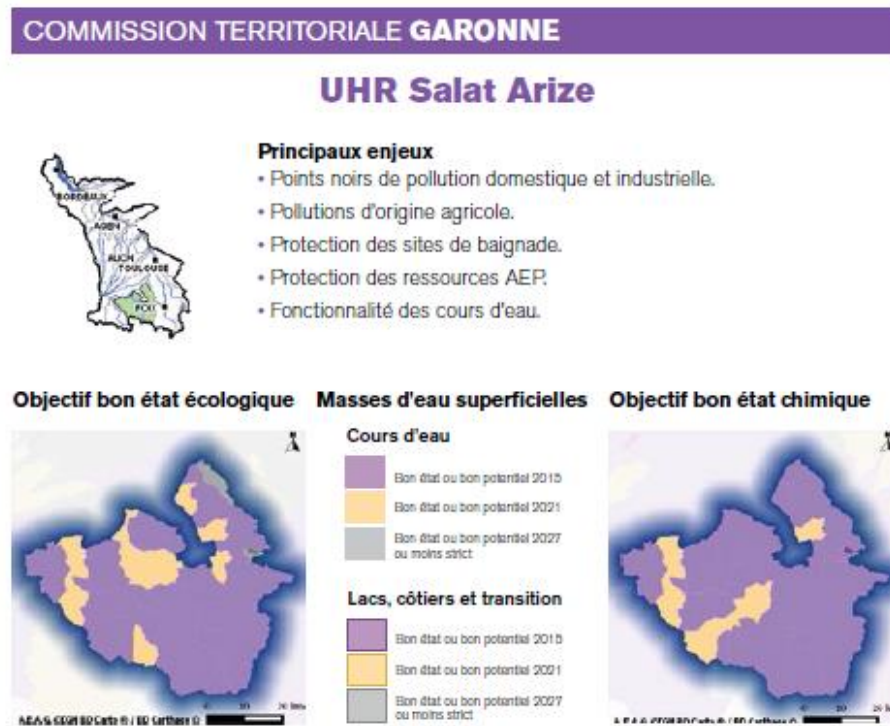 COMMISSION TERRITORIALE GARONNE
UHR Salat Arize
BORDEAUX
AGEN
AUCH
TOULOUSE
FOIX
Principaux enjeux
• Points noirs de pollution domestique et industrielle.
• Pollutions d'origine agricole.
• Protection des sites de baignade.
• Protection des ressources AEP.
• Fonctionnalité des cours d'eau.
Objectif bon état écologique
Masses d'eau superficielles
Objectif bon état chimique
Cours d'eau
Bon état ou bon potentiel 2015
Bon état ou bon potentiel 2021
Bon état ou bon potentiel 2027
ou moins strict
Lacs, côtiers et transition
Bon état ou bon potentiel 2015
Bon état ou bon potentiel 2021
Bon état ou bon potentiel 2027
ou moins strict